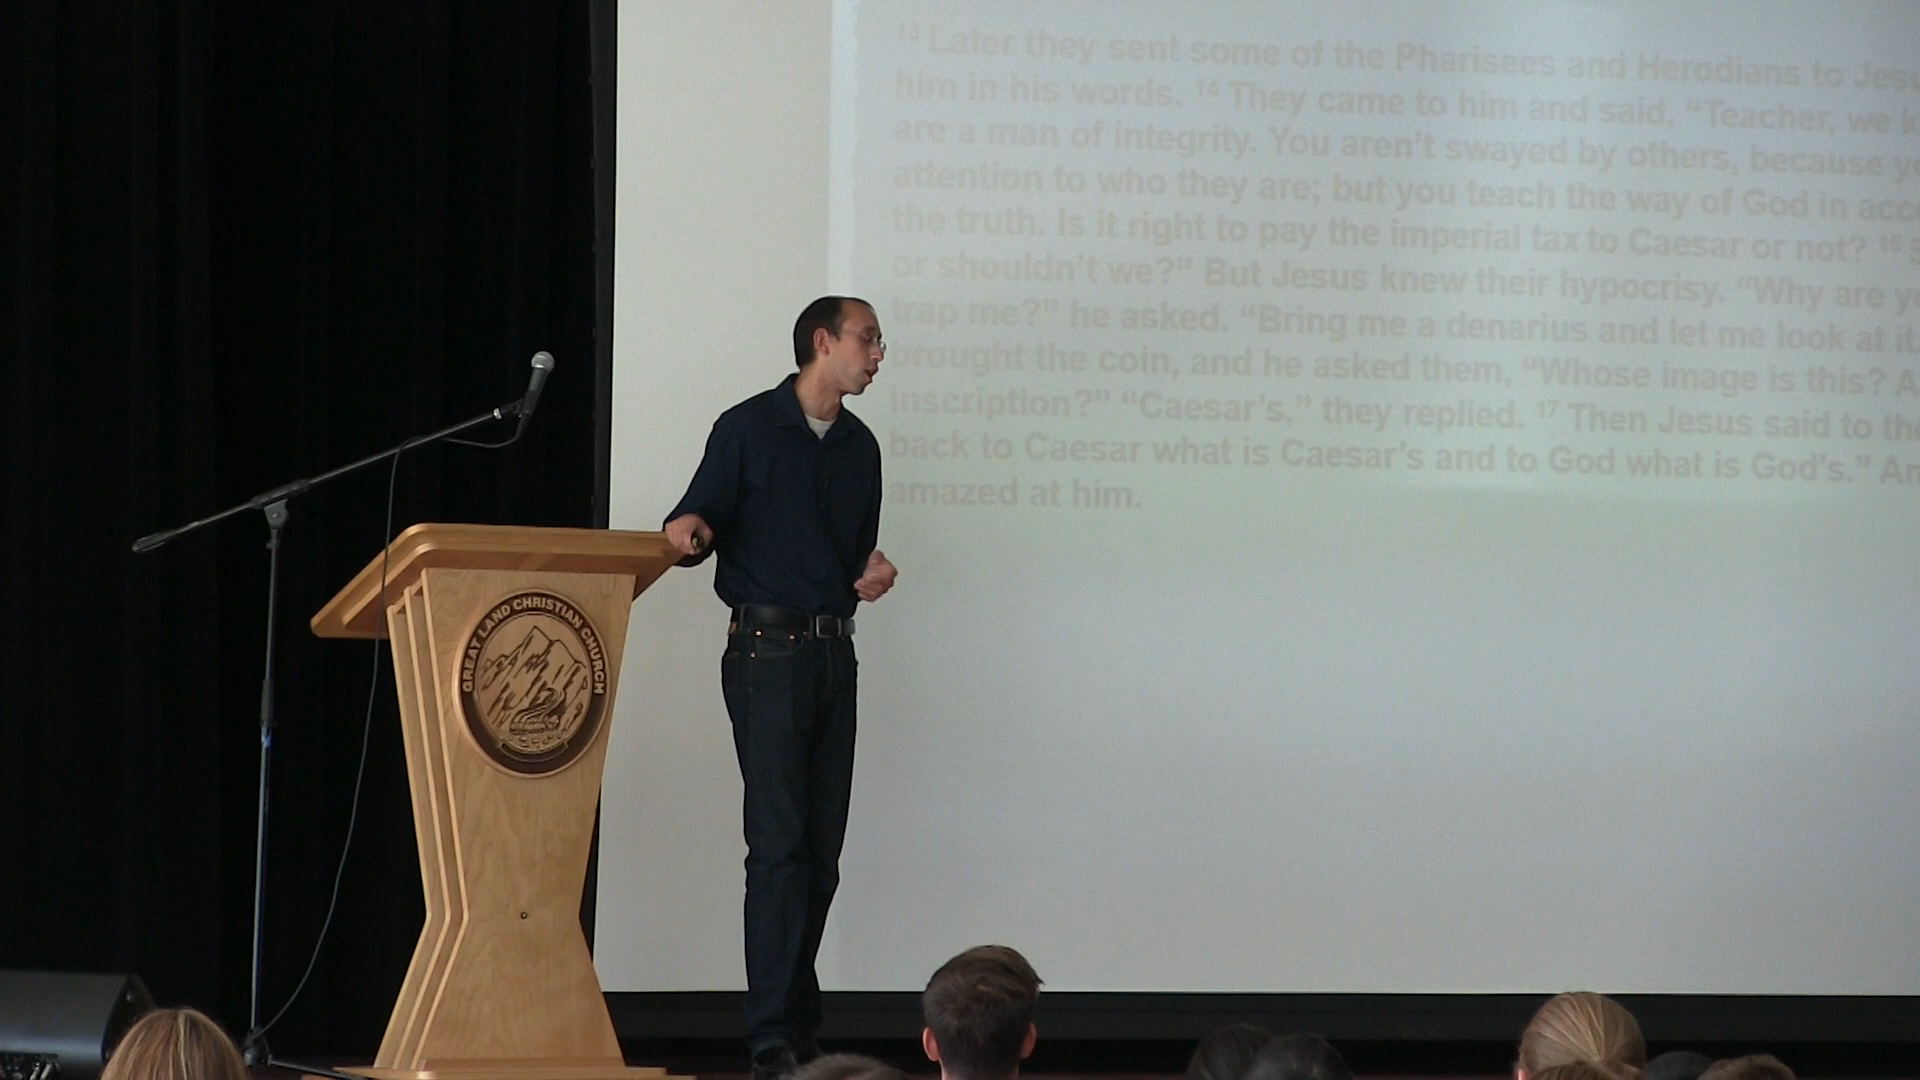 13 Later they sent some of the Pharisees and Herodians to Jesu
him in his words. 14 They came to him and said, “Teacher, we k
are a man of integrity. You aren't swayed by others, because yo
attention to who they are; but you teach the way of God in acc
the truth. Is it right to pay the imperial tax to Caesar or not? 15 S
or shouldn't we?” But Jesus knew their hypocrisy. “Why are yo
trap me?” he asked. “Bring me a denarius and let me look at it.
brought the coin, and he asked them, “Whose image is this? A
inscription?” “Caesar's,” they replied. 17 Then Jesus said to the
back to Caesar what is Caesar's and to God what is God's.” An
amazed at him.
GREAT LAND CHRISTIAN CHURCH